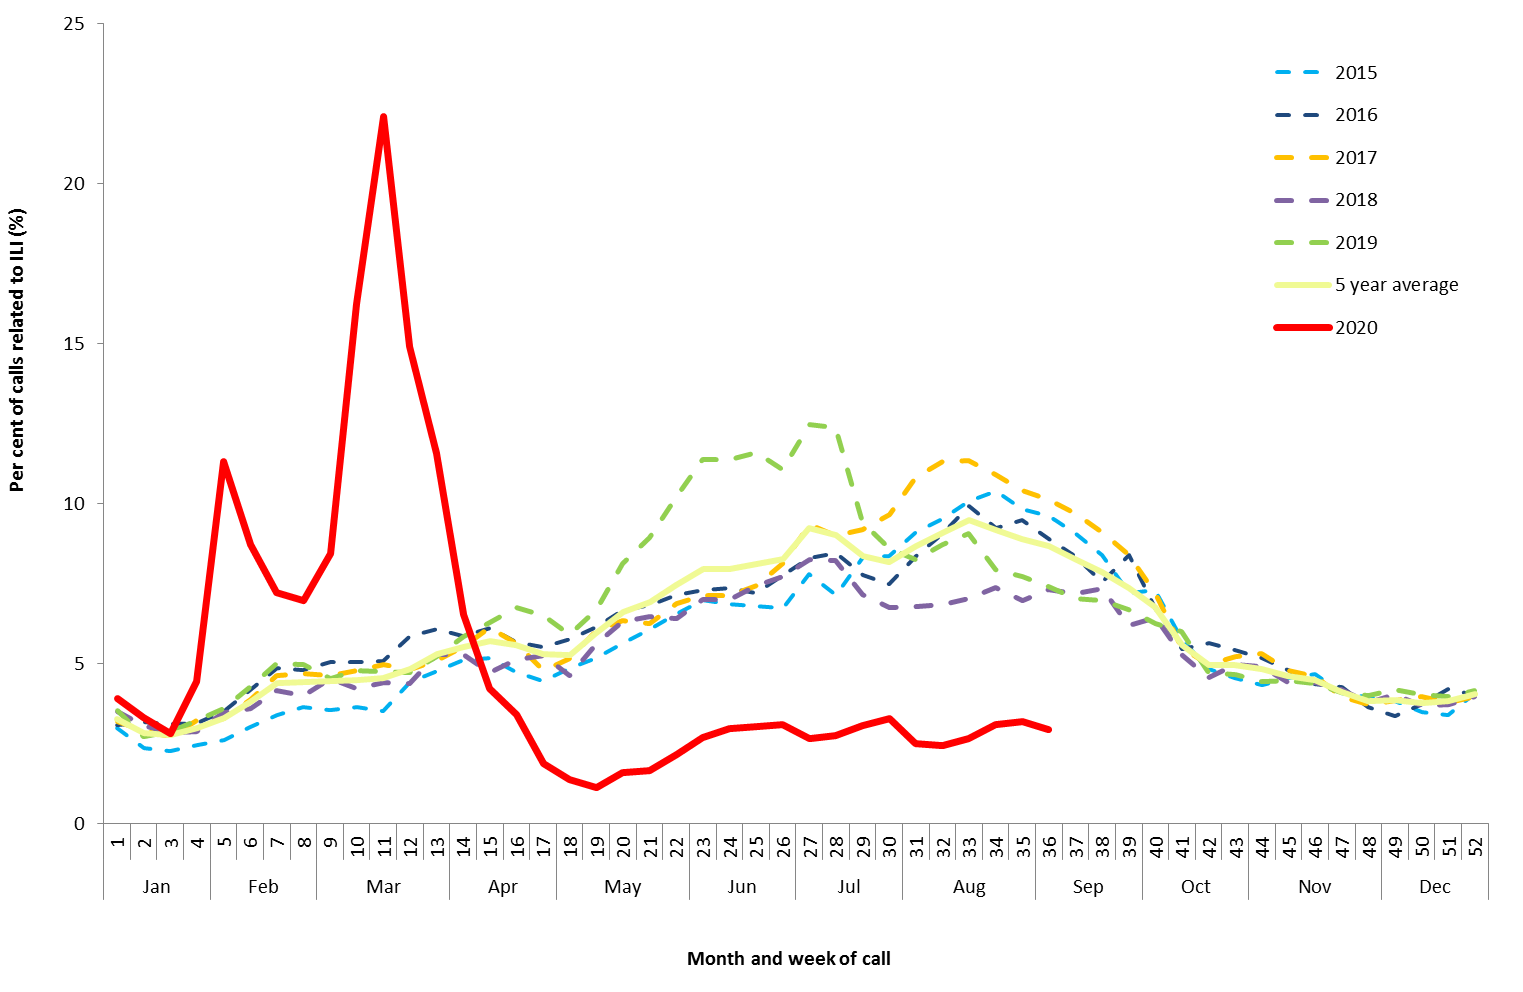 Per cent of calls related to ILI (%)
25
20
15
10
5
0
2015
2016
2017
2018
2019
5 year average
2020
1 2 3 4 5 6 7 8 9 10 11 12 13 14 15 16 17 18 19 20 21 22 23 24 25 26 27 28 29 30 31 32 33 34 35 36 37 38 39 40 41 42 43 44 45 46 47 48 49 50 51 52
Jan Feb Mar Apr May Jun Jul Aug Sep Oct Nov Dec
Month and week of call